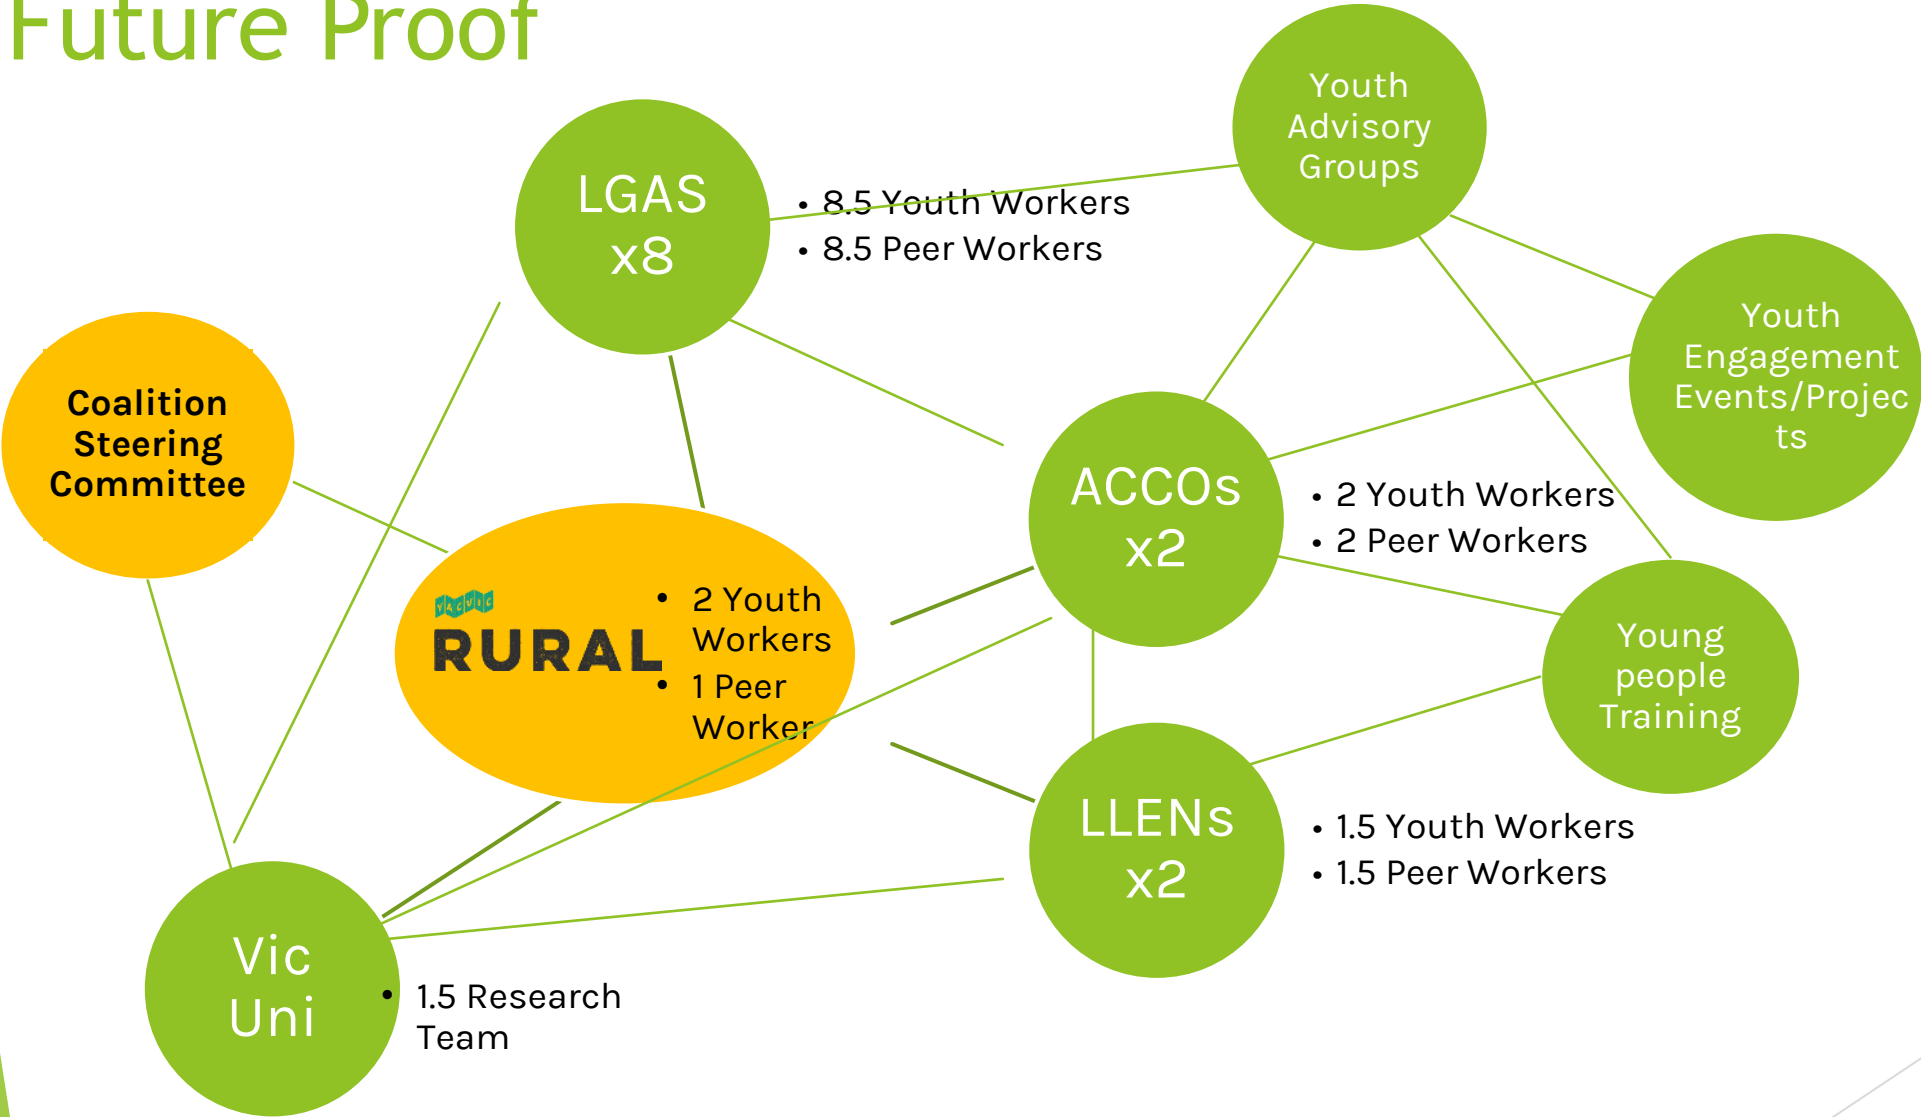 Future Proof
Youth
Advisory
Groups
LGAS
x8
• 8.5 Youth Workers
• 8.5 Peer Workers
Youth
Engagement
Events/Projec
ts
Coalition
Steering
Committee
ACCOs
x2
• 2 Youth Workers
• 2 Peer Workers
YACVIC
RURAL
• 2 Youth
Workers
• 1 Peer
Worker
Young
people
Training
LLENs
x2
• 1.5 Youth Workers
• 1.5 Peer Workers
Vic
Uni
• 1.5 Research
Team